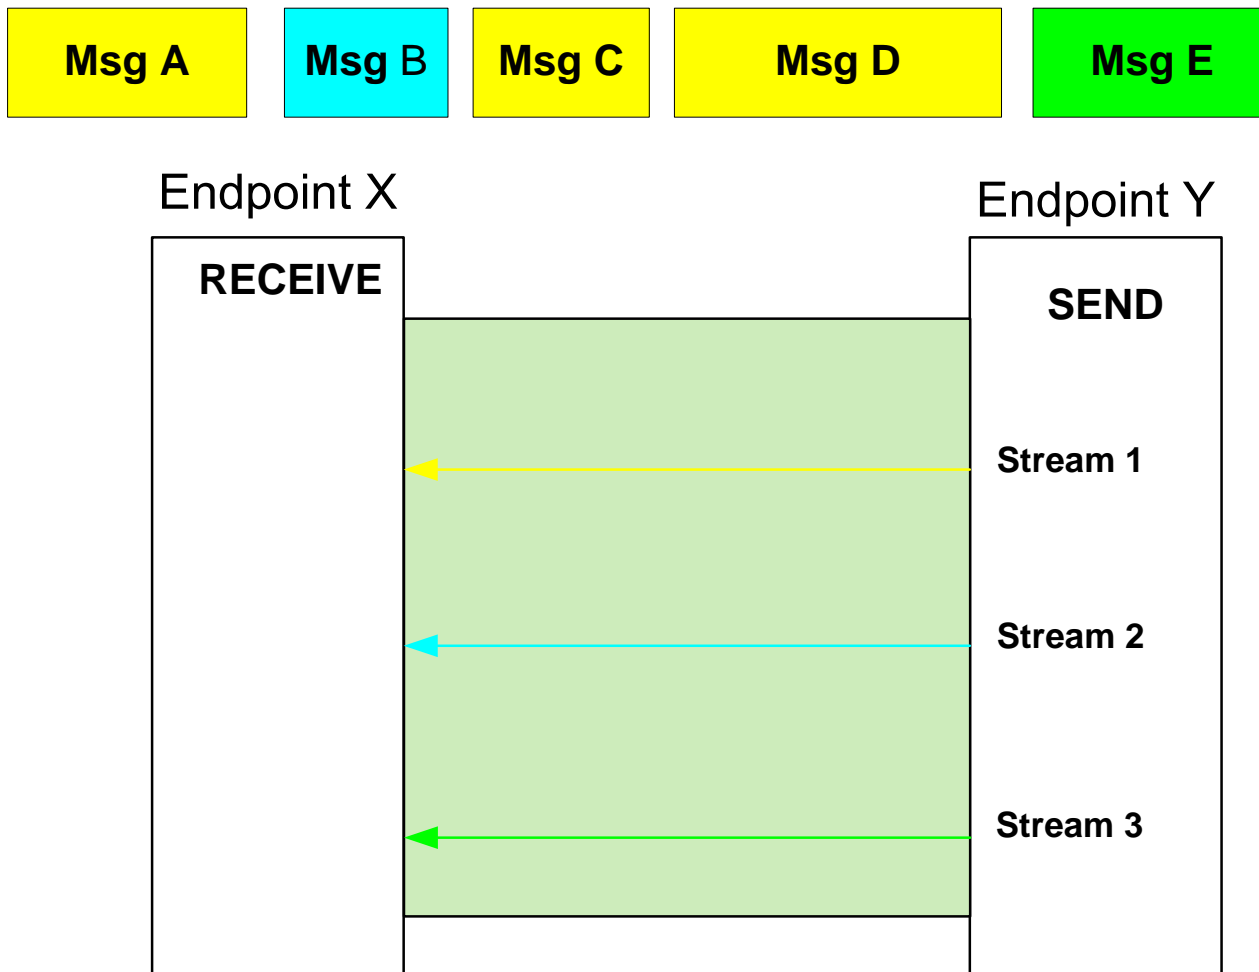 Msg A
Msg B
Msg C
Msg D
Msg E
Endpoint X
Endpoint Y
RECEIVE
SEND
Stream 1
Stream 2
Stream 3